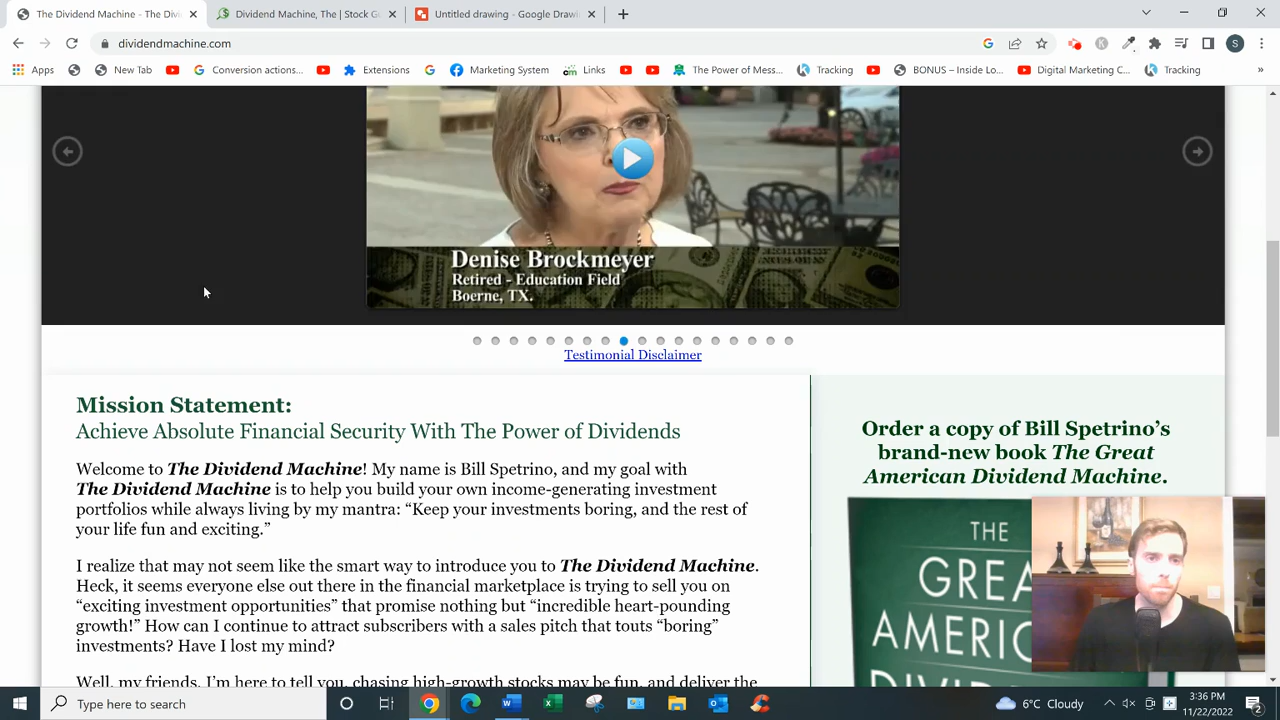 The Dividend Machine - The Divi
Dividend Machine, The | Stock G
Untitled drawing - Google Draw
dividendmachine.com
S
Apps
New Tab
Conversion actions...
Extensions
Marketing System
Links
The Power of Mess...
Tracking
BONUS – Inside Lo...
Digital Marketing C...
Tracking
»
Denise Brockmeyer
Retired - Education Field
Boerne, TX.
Testimonial Disclaimer
Mission Statement:
Achieve Absolute Financial Security With The Power of Dividends
Welcome to The Dividend Machine! My name is Bill Spetrino, and my goal with
The Dividend Machine is to help you build your own income-generating investment
portfolios while always living by my mantra: “Keep your investments boring, and the rest of
your life fun and exciting.”
I realize that may not seem like the smart way to introduce you to The Dividend Machine.
Heck, it seems everyone else out there in the financial marketplace is trying to sell you on
“exciting investment opportunities” that promise nothing but “incredible heart-pounding
growth!” How can I continue to attract subscribers with a sales pitch that touts “boring”
investments? Have I lost my mind?
Well, my friends, I’m here to tell you, chasing high-growth stocks may be fun, and deliver the
Order a copy of Bill Spetrino’s
brand-new book The Great
American Dividend Machine.
THE
GREA
AMERIC
DIVID
Type here to search
6°C Cloudy
3:36 PM
11/22/2022
2